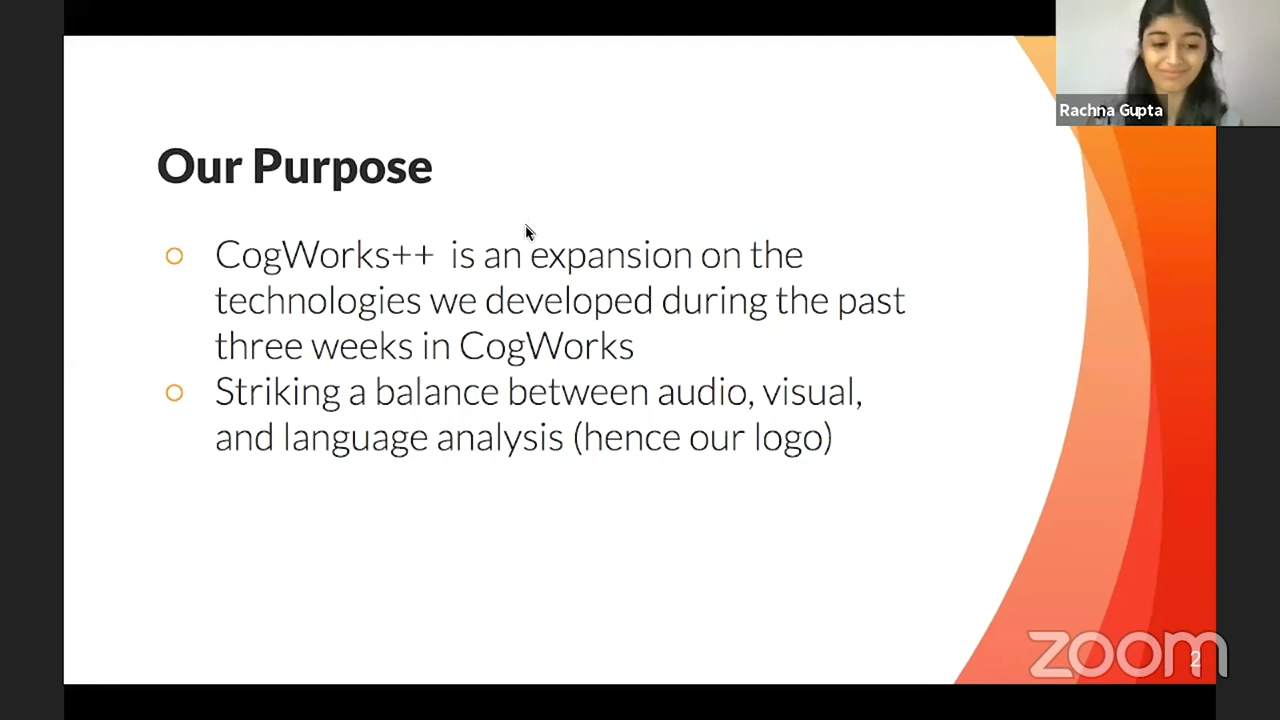 Rachna Gupta
Our Purpose
CogWorks++ is an expansion on the
technologies we developed during the past
three weeks in CogWorks
Striking a balance between audio, visual,
and language analysis (hence our logo)
zoom
2